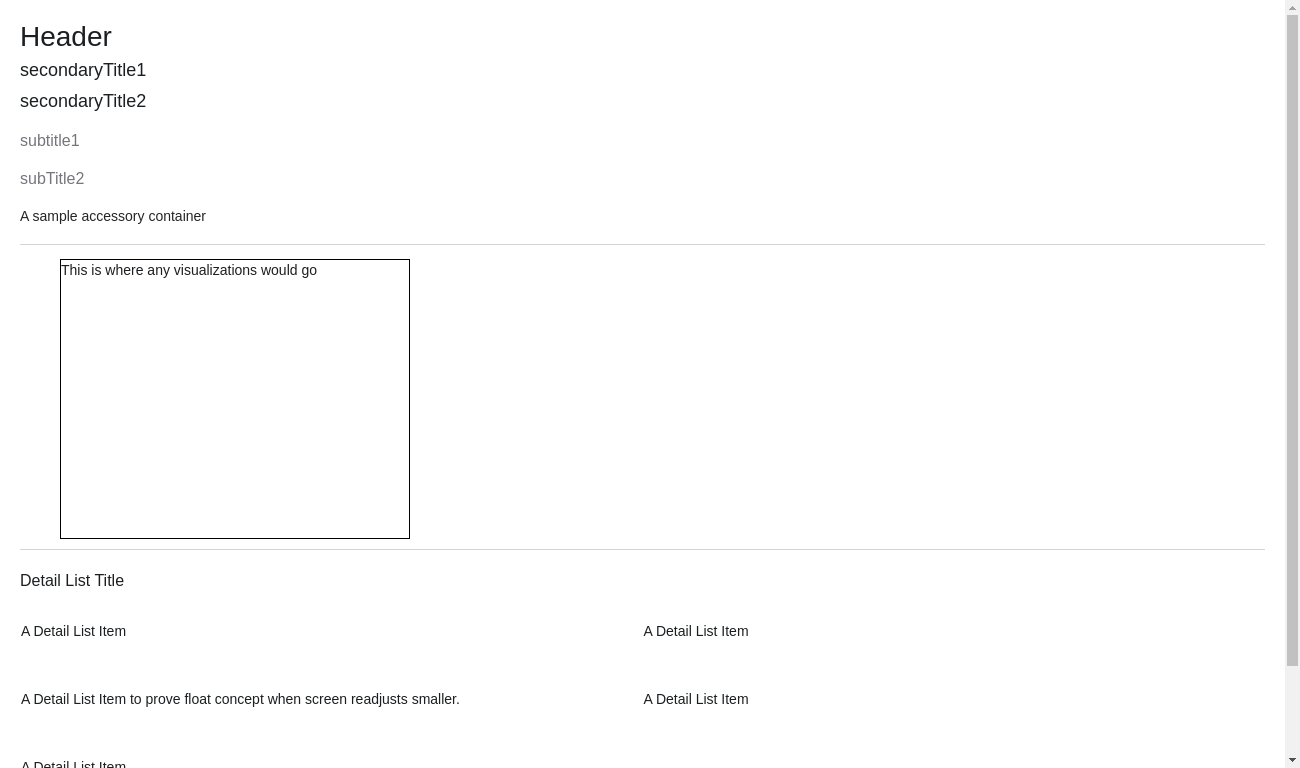 Header
secondaryTitle1
secondaryTitle2
subtitle1
subTitle2
A sample accessory container
This is where any visualizations would go
Detail List Title
A Detail List Item
A Detail List Item
A Detail List Item to prove float concept when screen readjusts smaller.
A Detail List Item
A Detail List Item